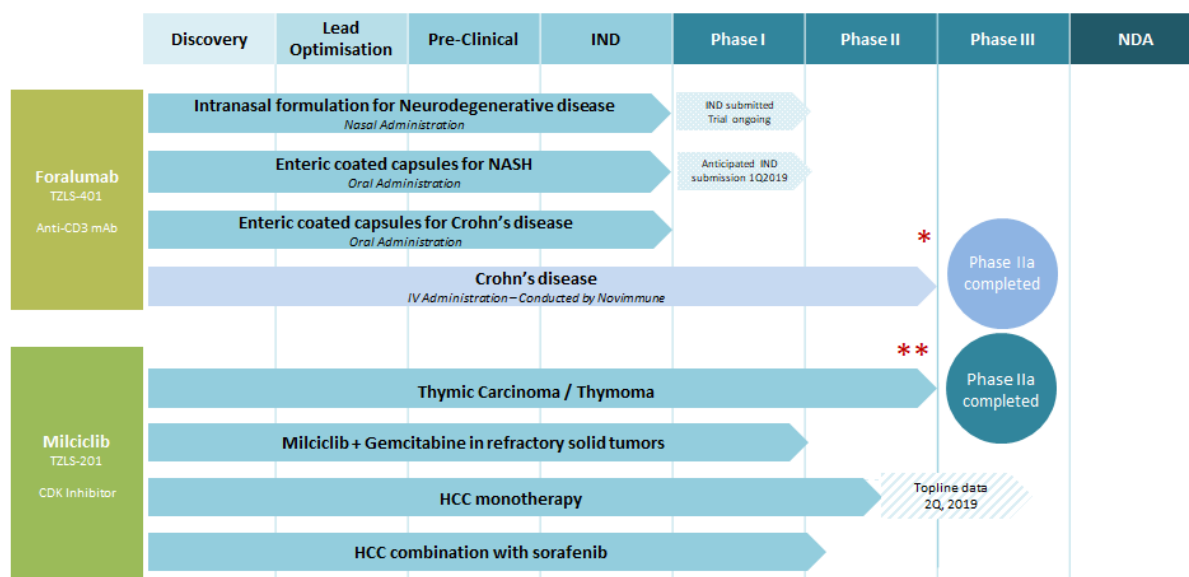 Discovery
Lead
Optimisation
Pre-Clinical
IND
Phase I
Phase II
Phase III
NDA
Foralumab
TZLS-401
Anti-CD3 mAb
Intranasal formulation for Neurodegenerative disease
Nasal Administration
IND submitted
Trial ongoing
Enteric coated capsules for NASH
Oral Administration
Anticipated IND
submission 1Q2019
Enteric coated capsules for Crohn's disease
Oral Administration
*
Crohn's disease
IV Administration – Conducted by Novimmune
Phase IIa
completed
Milciclib
TZLS-201
CDK Inhibitor
**
Thymic Carcinoma / Thymoma
Phase IIa
completed
Milciclib + Gemcitabine in refractory solid tumors
HCC monotherapy
Topline data
2Q, 2019
HCC combination with sorafenib